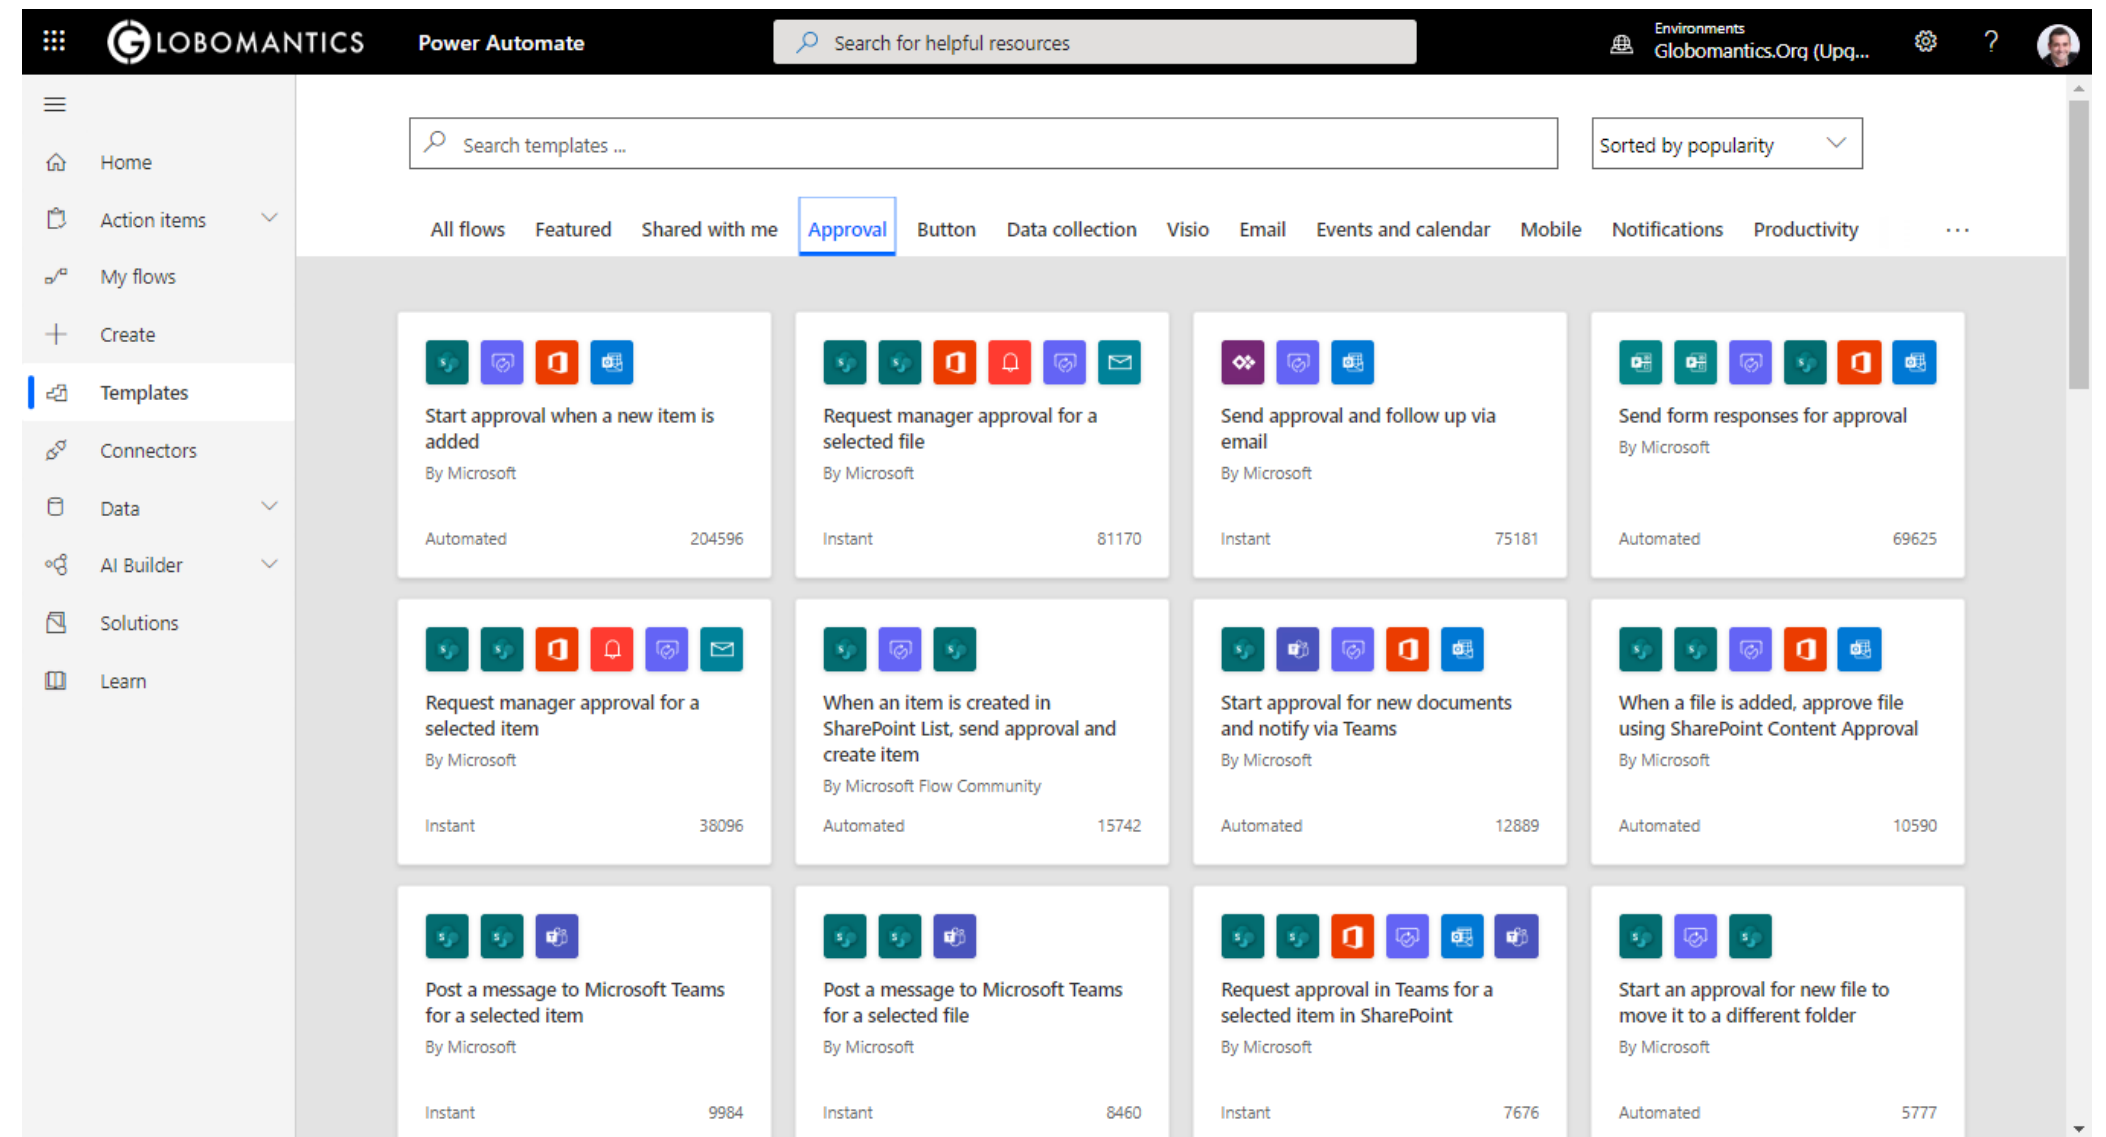 GLOBOMANTICS
Power Automate
Search for helpful resources
Environments
Globomantics.Org (Upg...
?
Search templates ...
Sorted by popularity
Home
Action items
My flows
Create
Templates
Connectors
Data
AI Builder
Solutions
Learn
All flows Featured Shared with me Approval Button Data collection Visio Email Events and calendar Mobile Notifications Productivity ...
Start approval when a new item is
added
By Microsoft
Automated 204596
Request manager approval for a
selected file
By Microsoft
Instant 81170
Send approval and follow up via
email
By Microsoft
Instant 75181
Send form responses for approval
By Microsoft
Automated 69625
Request manager approval for a
selected item
By Microsoft
Instant 38096
When an item is created in
SharePoint List, send approval and
create item
By Microsoft Flow Community
Automated 15742
Start approval for new documents
and notify via Teams
By Microsoft
Automated 12889
When a file is added, approve file
using SharePoint Content Approval
By Microsoft
Automated 10590
Post a message to Microsoft Teams
for a selected item
By Microsoft
Instant 9984
Post a message to Microsoft Teams
for a selected file
By Microsoft
Instant 8460
Request approval in Teams for a
selected item in SharePoint
By Microsoft
Instant 7676
Start an approval for new file to
move it to a different folder
By Microsoft
Automated 5777